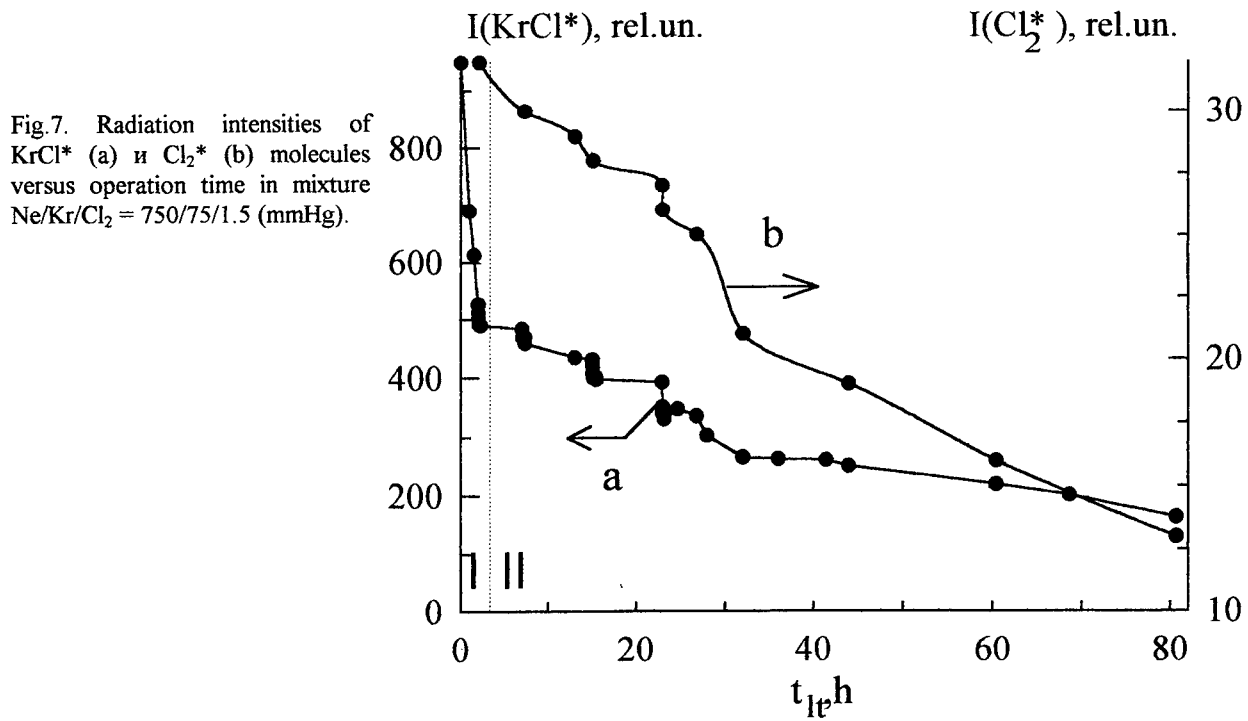 I(KrCl*), rel.un.
I(Cl₂*), rel.un.
Fig.7. Radiation intensities of
KrCl* (a) и Cl₂* (b) molecules
versus operation time in mixture
Ne/Kr/Cl₂ = 750/75/1.5 (mmHg).
800
600
400
200
0
30
20
10
b
a
I
II
0
20
40
60
80
t_lt,h